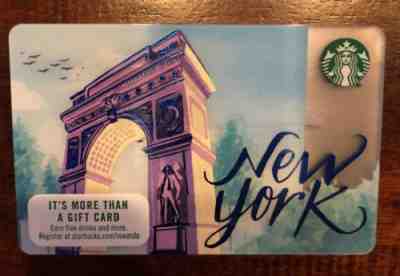 New
York
IT'S MORE THAN
A GIFT CARD
Earn free drinks and more.
Register at starbucks.com/rewards